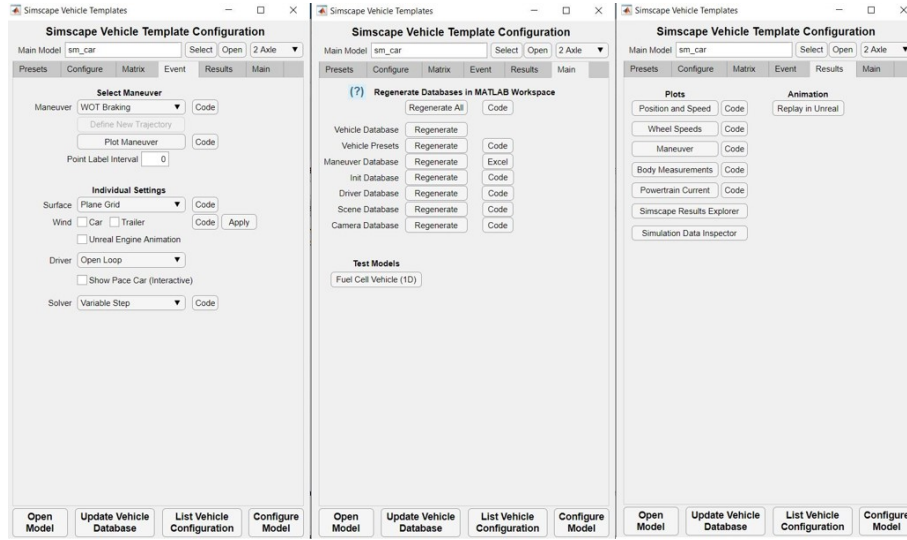 Simscape Vehicle Templates
Simscape Vehicle Template Configuration
Main Model sm_car Select Open 2 Axle
Presets Configure Matrix Event Results Main
Select Maneuver
Maneuver WOT Braking Code
Define New Trajectory
Plot Maneuver Code
Point Label Interval 0
Individual Settings
Surface Plane Grid Code
Wind Car Trailer Code Apply
Unreal Engine Animation
Driver Open Loop
Show Pace Car (Interactive)
Solver Variable Step Code
Open Model Update Vehicle Database List Vehicle Configuration Configure Model
Simscape Vehicle Templates
Simscape Vehicle Template Configuration
Main Model sm_car Select Open 2 Axle
Presets Configure Matrix Event Results Main
(?) Regenerate Databases in MATLAB Workspace
Regenerate All Code
Vehicle Database Regenerate
Vehicle Presets Regenerate Code
Maneuver Database Regenerate Excel
Init Database Regenerate Code
Driver Database Regenerate Code
Scene Database Regenerate Code
Camera Database Regenerate Code
Test Models
Fuel Cell Vehicle (1D)
Open Model Update Vehicle Database List Vehicle Configuration Configure Model
Simscape Vehicle Templates
Simscape Vehicle Template Configuration
Main Model sm_car Select Open 2 Axle
Presets Configure Matrix Event Results Main
Plots Animation
Position and Speed Code Replay in Unreal
Wheel Speeds Code
Maneuver Code
Body Measurements Code
Powertrain Current Code
Simscape Results Explorer
Simulation Data Inspector
Open Model Update Vehicle Database List Vehicle Configuration Configure Model